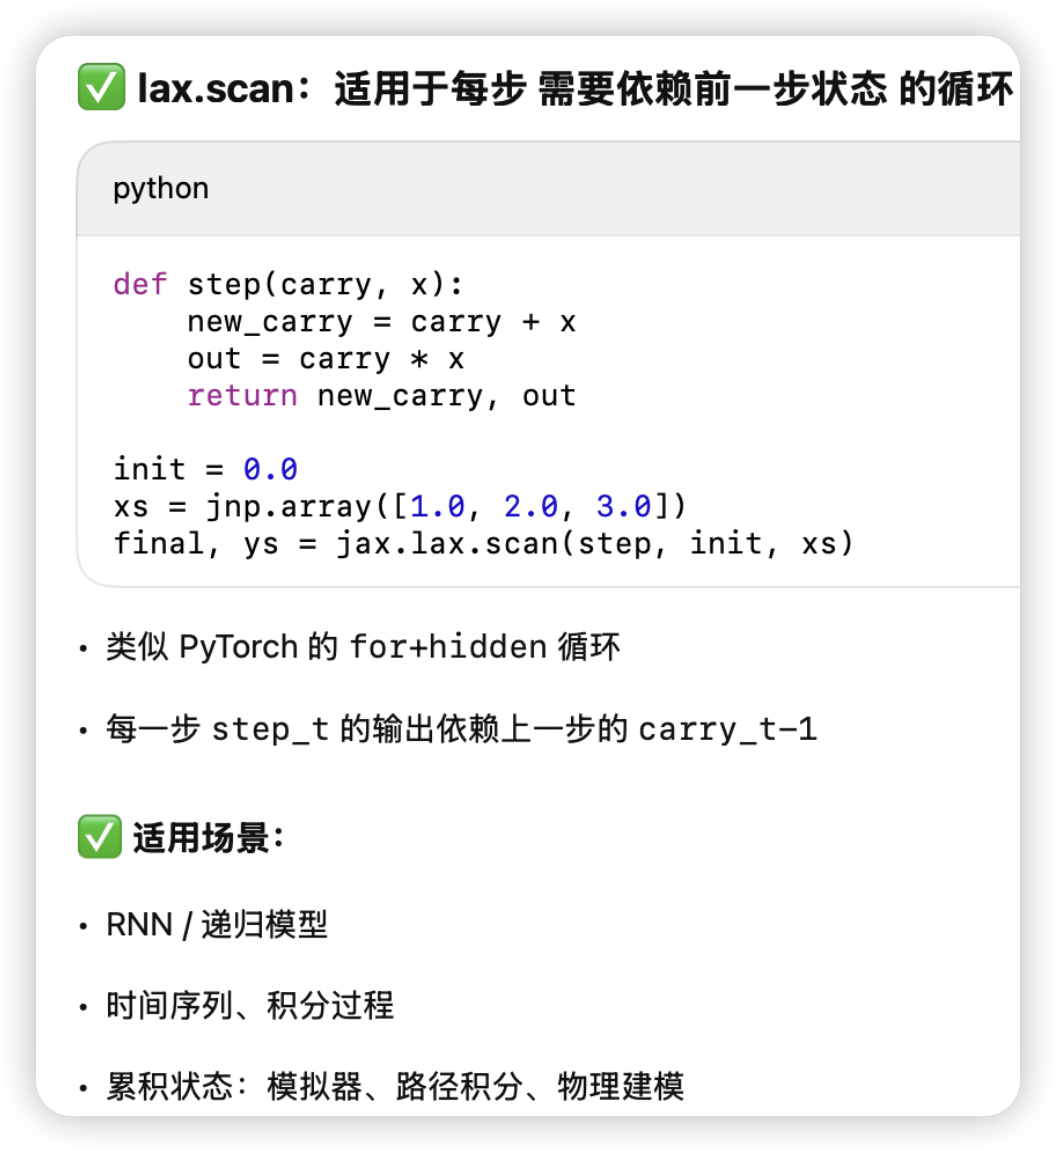 ✅ lax.scan：适用于每步 需要依赖前一步状态 的循环
python
def step(carry, x):
    new_carry = carry + x
    out = carry * x
    return new_carry, out
init = 0.0
xs = jnp.array([1.0, 2.0, 3.0])
final, ys = jax.lax.scan(step, init, xs)
• 类似 PyTorch 的 for+hidden 循环
• 每一步 step_t 的输出依赖上一步的 carry_t-1
✅ 适用场景：
• RNN / 递归模型
• 时间序列、积分过程
• 累积状态：模拟器、路径积分、物理建模